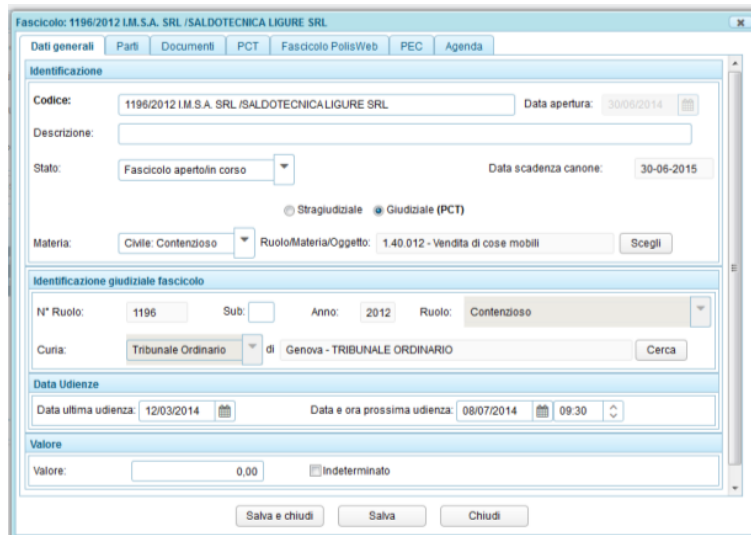 Fascicolo: 1196/2012 I.M.S.A. SRL /SALDOTECNICA LIGURE SRL
Dati generali Parti Documenti PCT Fascicolo PolisWeb PEC Agenda
Identificazione
Codice: 1196/2012 I.M.S.A. SRL /SALDOTECNICA LIGURE SRL Data apertura: 30/06/2014
Descrizione:
Stato: Fascicolo aperto/in corso Data scadenza canone: 30-06-2015
Stragiudiziale Giudiziale (PCT)
Materia: Civile: Contenzioso Ruolo/Materia/Oggetto: 1.40.012 - Vendita di cose mobili Scegli
Identificazione giudiziale fascicolo
N° Ruolo: 1196 Sub: Anno: 2012 Ruolo: Contenzioso
Curia: Tribunale Ordinario di Genova - TRIBUNALE ORDINARIO Cerca
Data Udienze
Data ultima udienza: 12/03/2014 Data e ora prossima udienza: 08/07/2014 09:30
Valore
Valore: 0,00 Indeterminato
Salva e chiudi Salva Chiudi